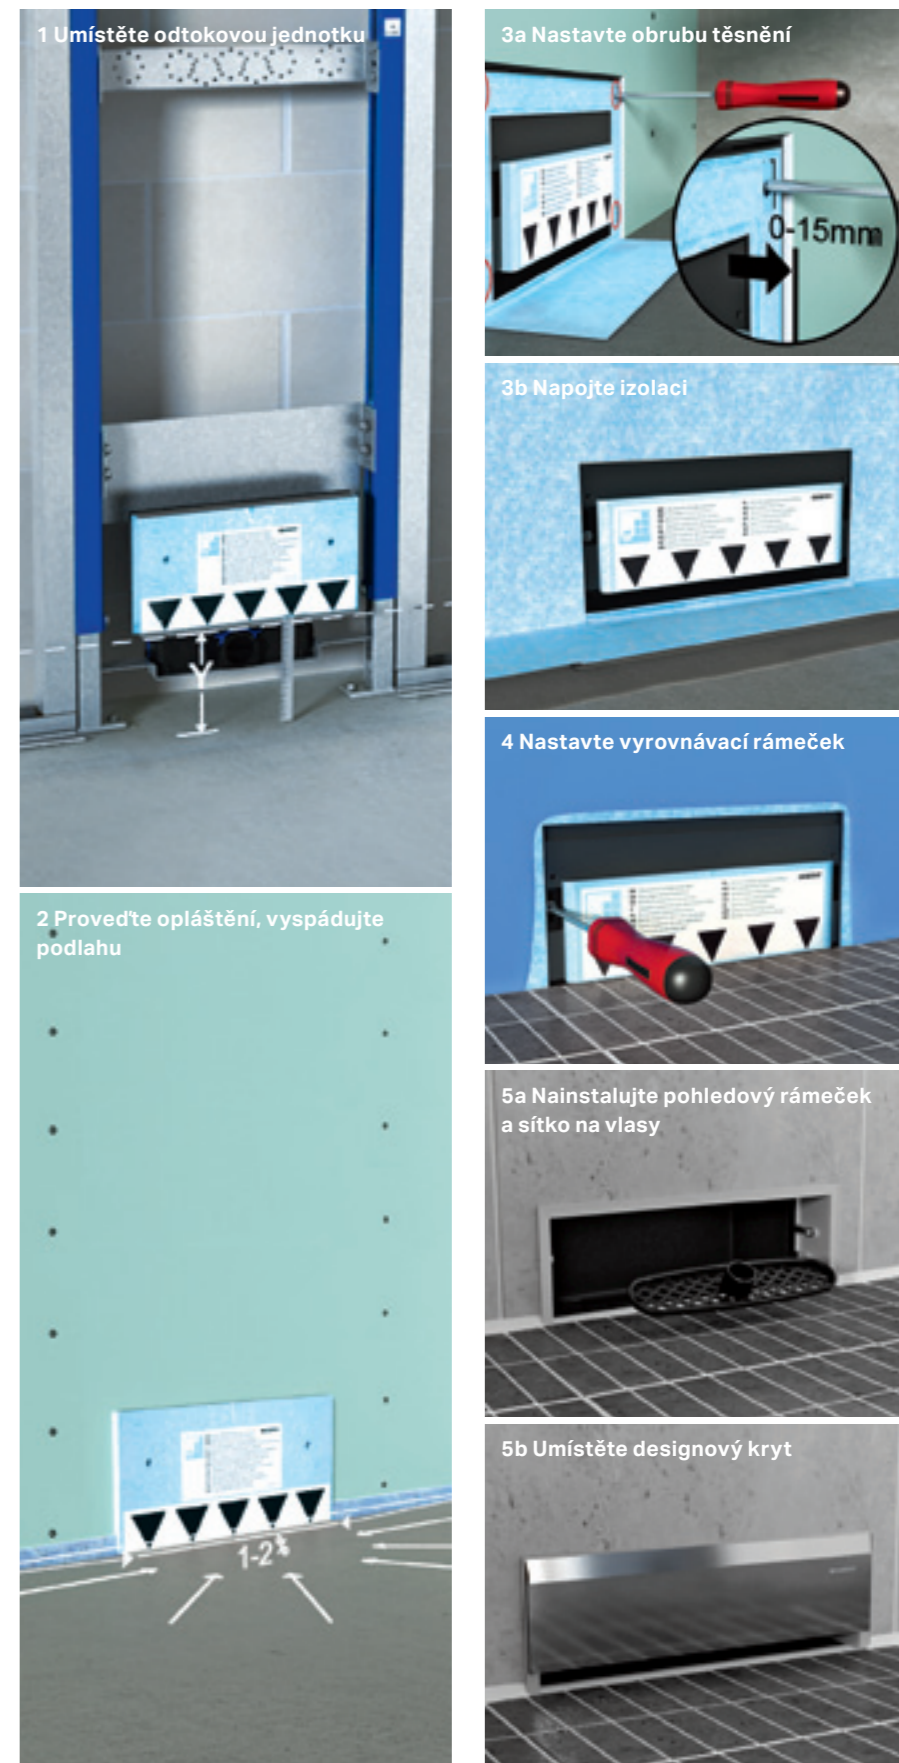 1 Umístěte odtokovou jednotku
Y
2 Proveďte opláštění, vyspádujte
podlahu
1-2%
3a Nastavte obrubu těsnění
0-15mm
3b Napojte izolaci
4 Nastavte vyrovnávací rámeček
5a Nainstalujte pohledový rámeček
a sítko na vlasy
5b Umístěte designový kryt